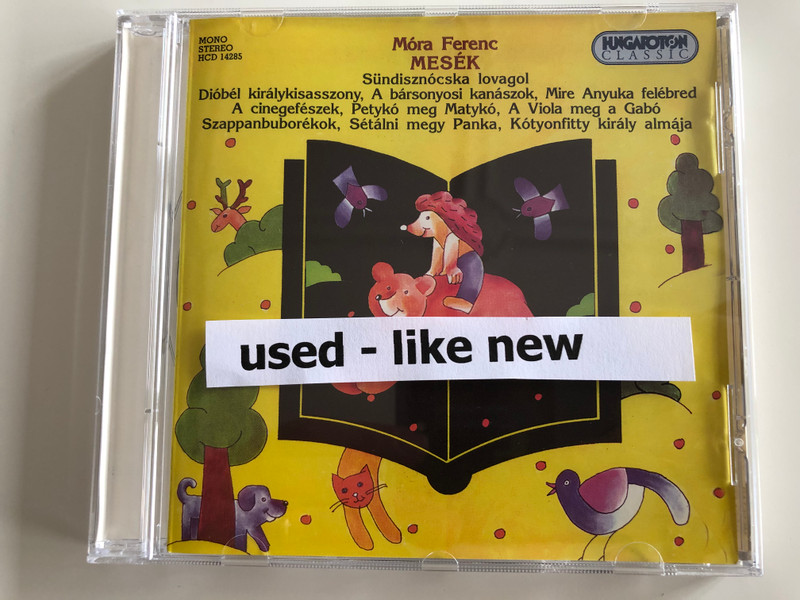 MONO
STEREO
HCD 14285
HUNGAROTON
CLASSIC
Móra Ferenc
MESÉK
Sündisznócska lovagol
Dióbél királykisasszony, A bársonyosi kanászok, Mire Anyuka felébred
A cinegefészek, Petykó meg Matykó, A Viola meg a Gabó
Szappanbuborékok, Sétálni megy Panka, Kótyonfitty király almája
used - like new